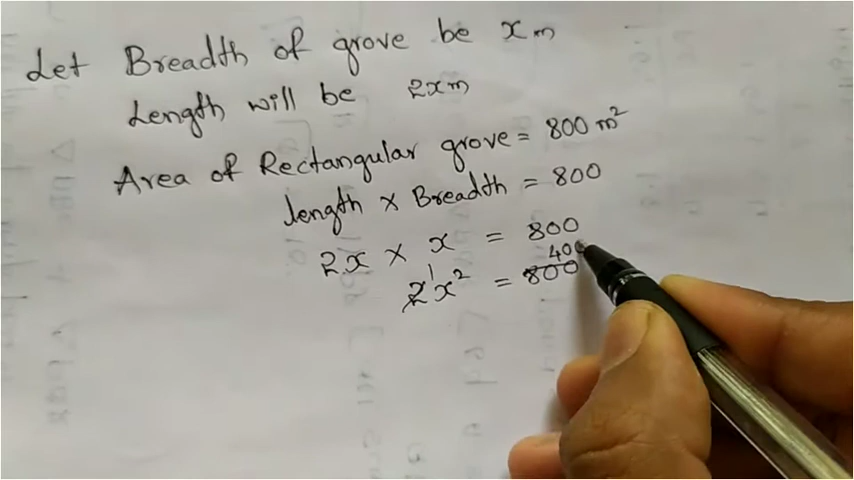 Let Breadth of grove be x m
Length will be 2x m
Area of Rectangular grove = 800 m²
length × Breadth = 800
2x × x = 800
1 400
2x² = 800